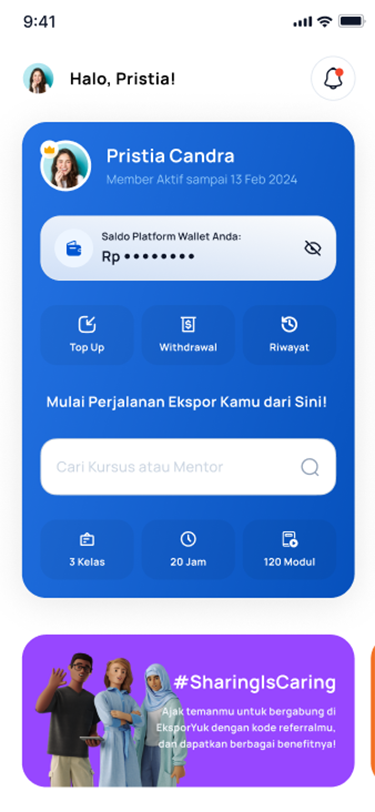 9:41
Halo, Pristia!
Pristia Candra
Member Aktif sampai 13 Feb 2024
Saldo Platform Wallet Anda:
Rp ••••••••
Top Up
Withdrawal
Riwayat
Mulai Perjalanan Ekspor Kamu dari Sini!
Cari Kursus atau Mentor
3 Kelas
20 Jam
120 Modul
#SharingIsCaring
Ajak temanmu untuk bergabung di
EksporYuk dengan kode referralmu,
dan dapatkan berbagai benefitnya!